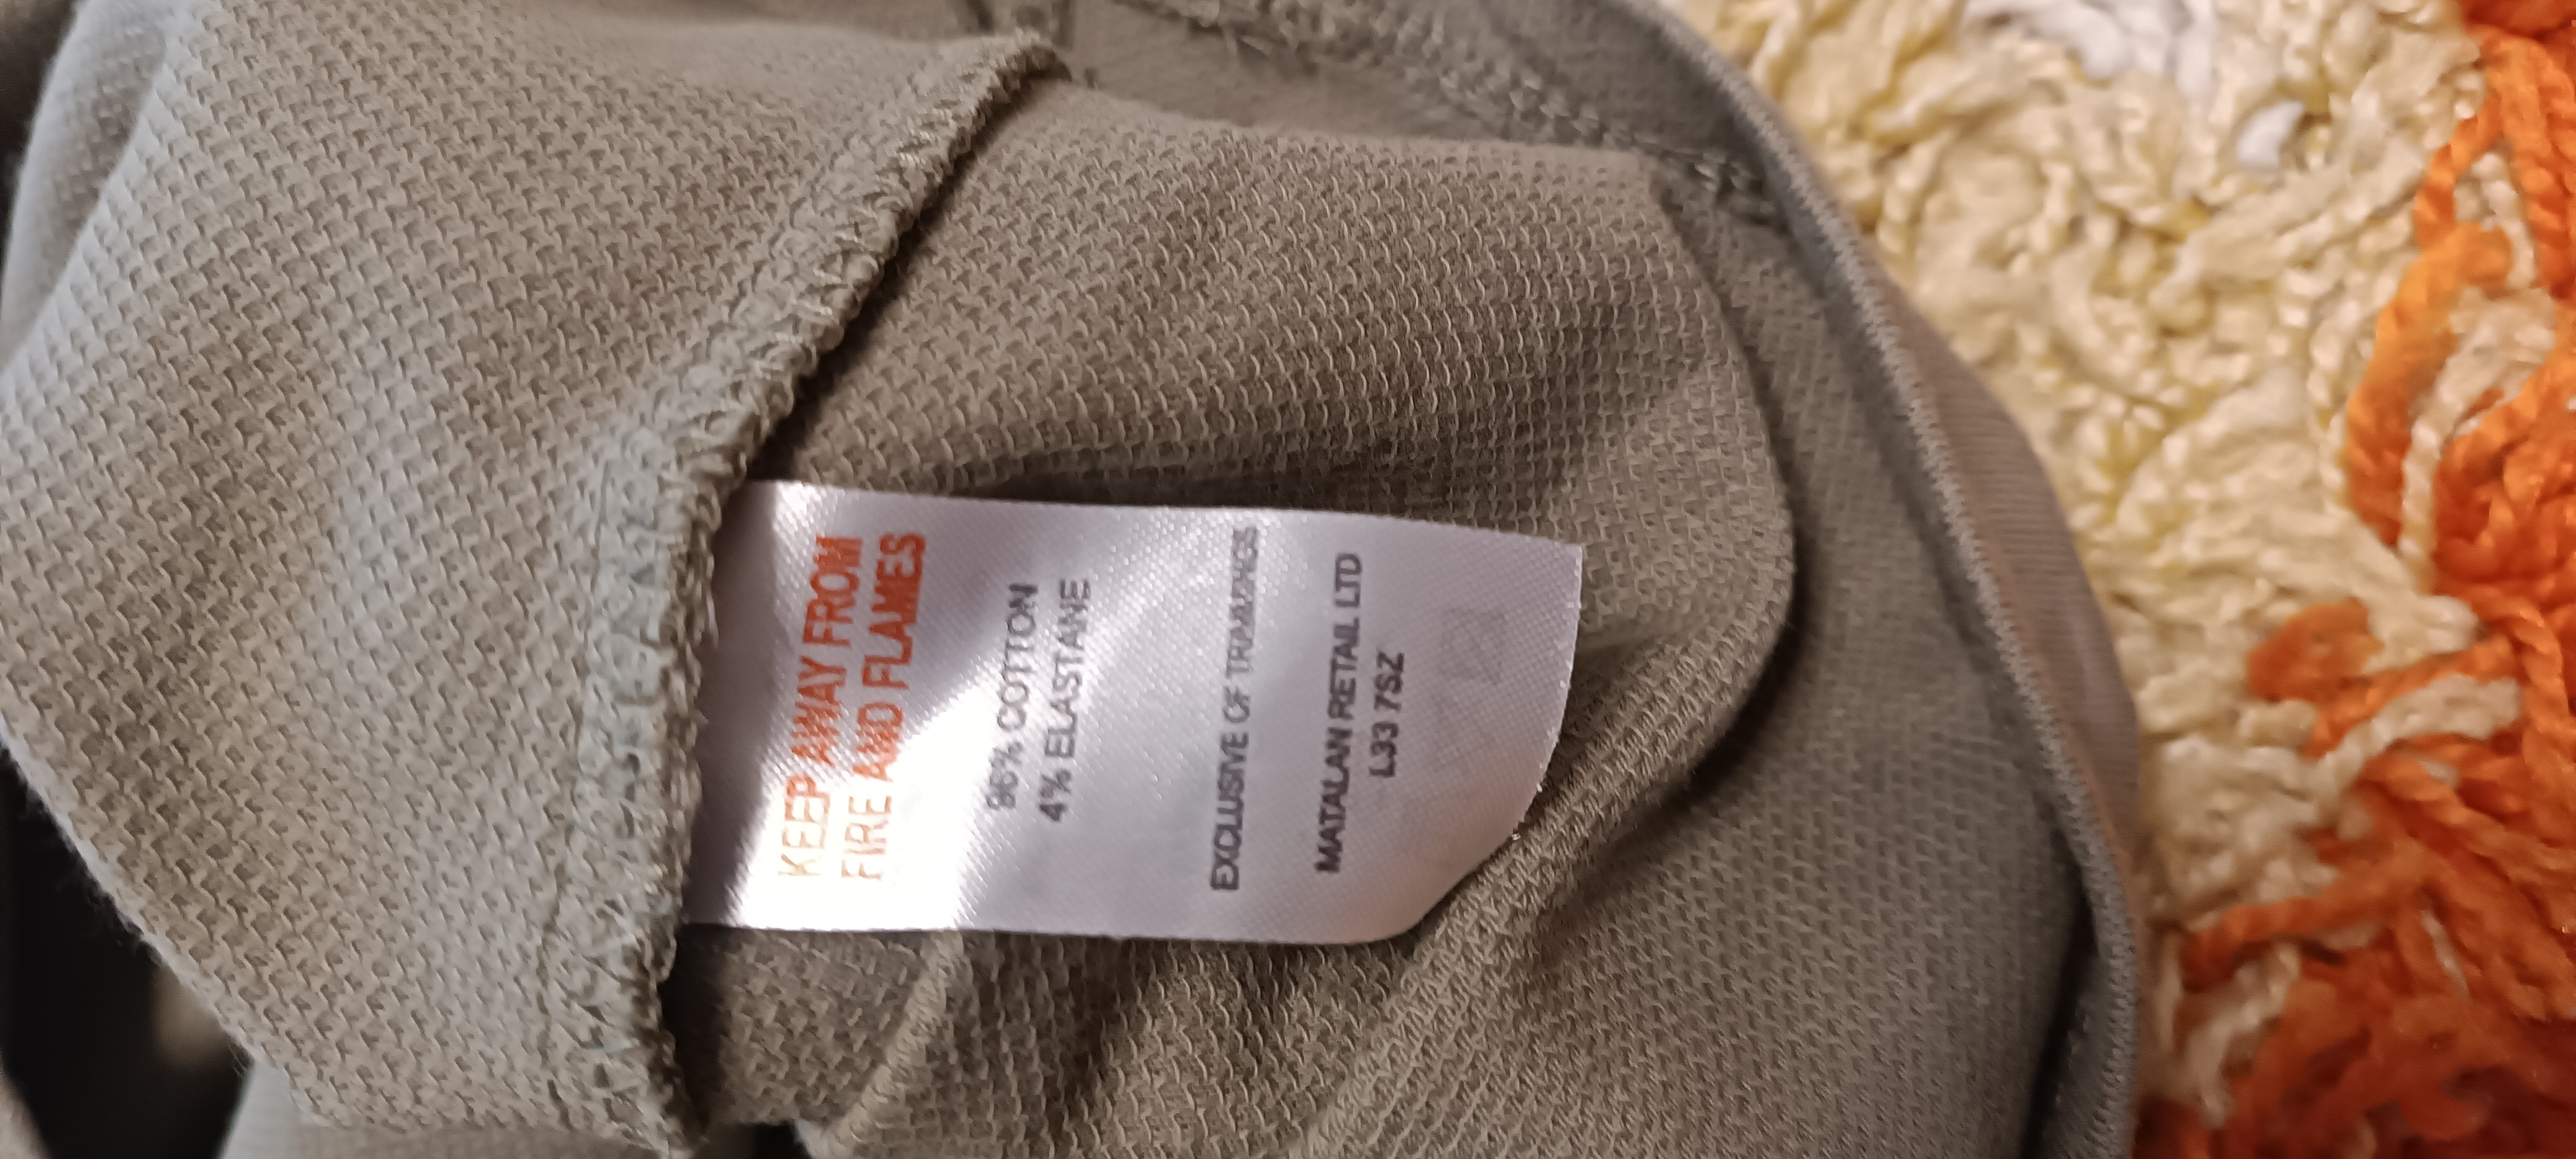 KEEP AWAY FROM
FIRE AND FLAMES
96% COTTON
4% ELASTANE
EXCLUSIVE OF TRIMMINGS
MATALAN RETAIL LTD
L33 7SZ